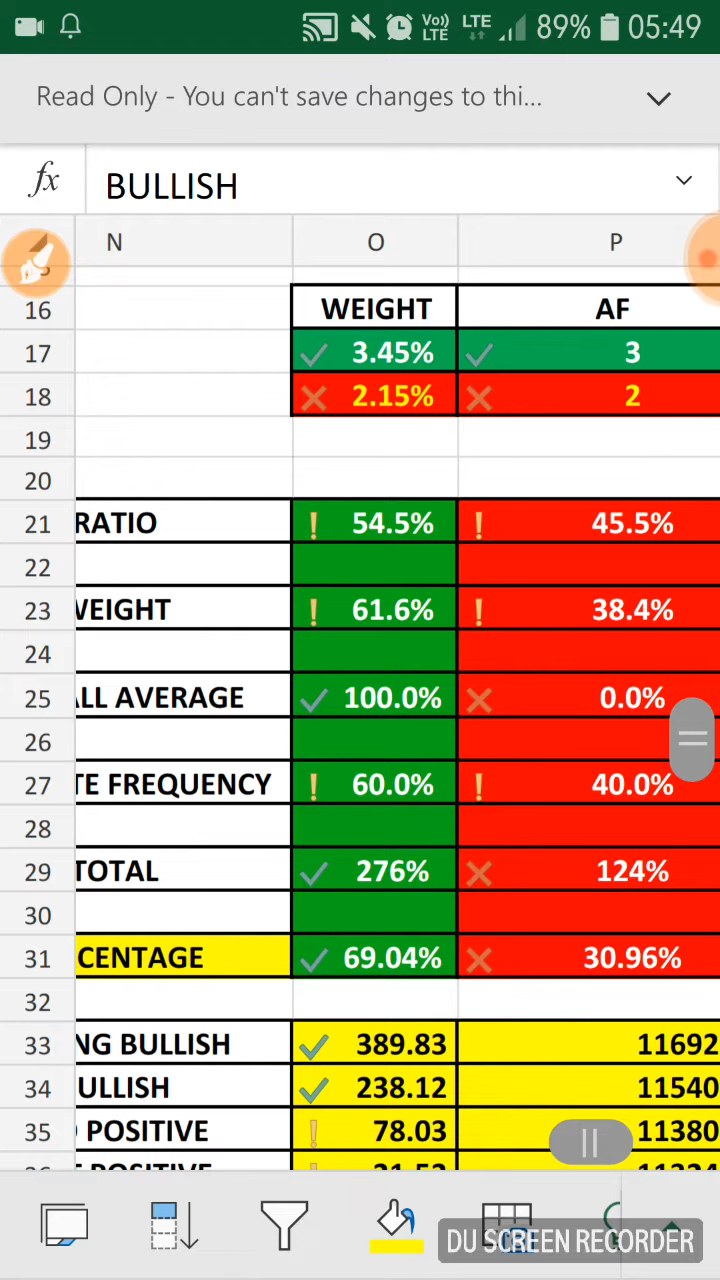 Vo)) LTE LTE 89% 05:49
Read Only - You can't save changes to thi...
fx BULLISH
N O P
16 WEIGHT AF
17 3.45% 3
18 2.15% 2
19
20
21 RATIO ! 54.5% ! 45.5%
22
23 WEIGHT ! 61.6% ! 38.4%
24
25 ALL AVERAGE 100.0% 0.0%
26
27 TE FREQUENCY ! 60.0% ! 40.0%
28
29 TOTAL 276% 124%
30
31 CENTAGE 69.04% 30.96%
32
33 NG BULLISH 389.83 11692
34 ULLISH 238.12 11540
35 POSITIVE ! 78.03 11380
DU SCREEN RECORDER